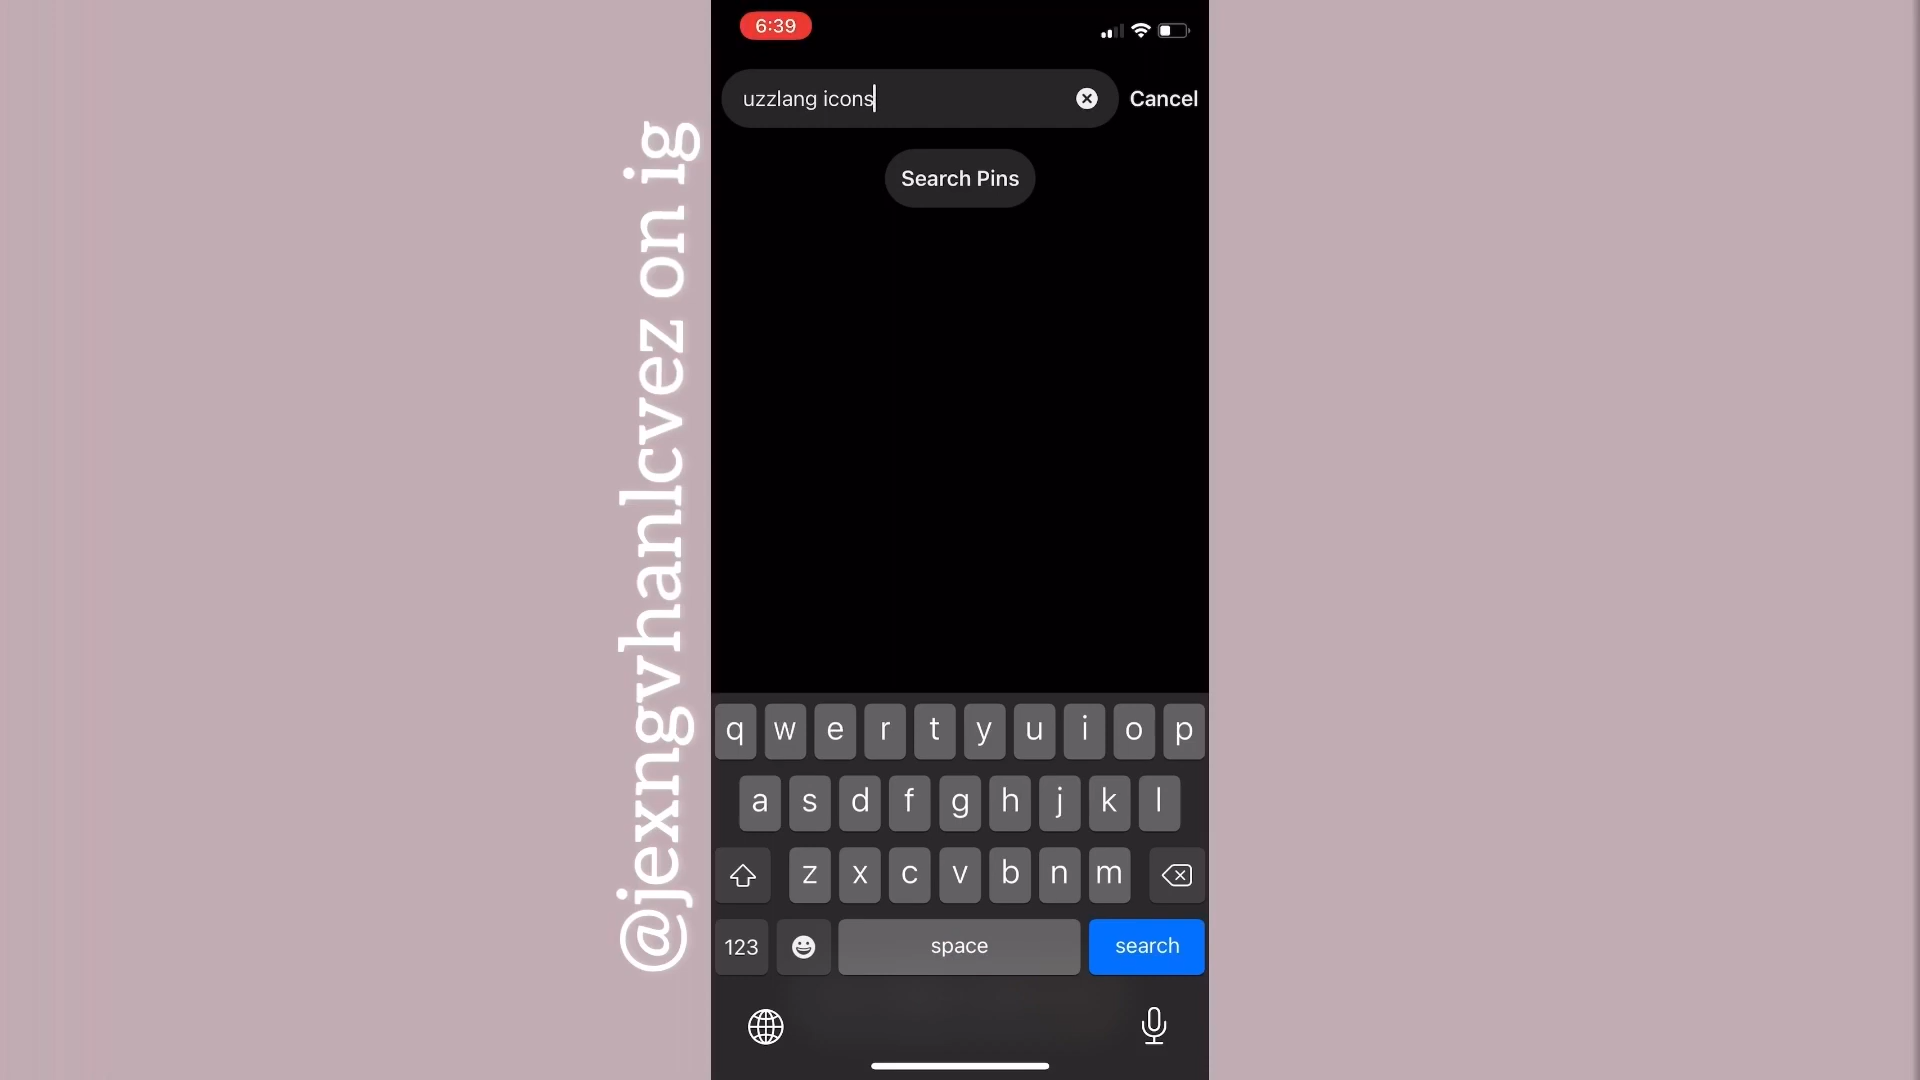 6:39
uzzlang icons
Cancel
Search Pins
@jexngvhanlcvez on ig
q w e r t y u i o p
a s d f g h j k l
z x c v b n m
123
space
search